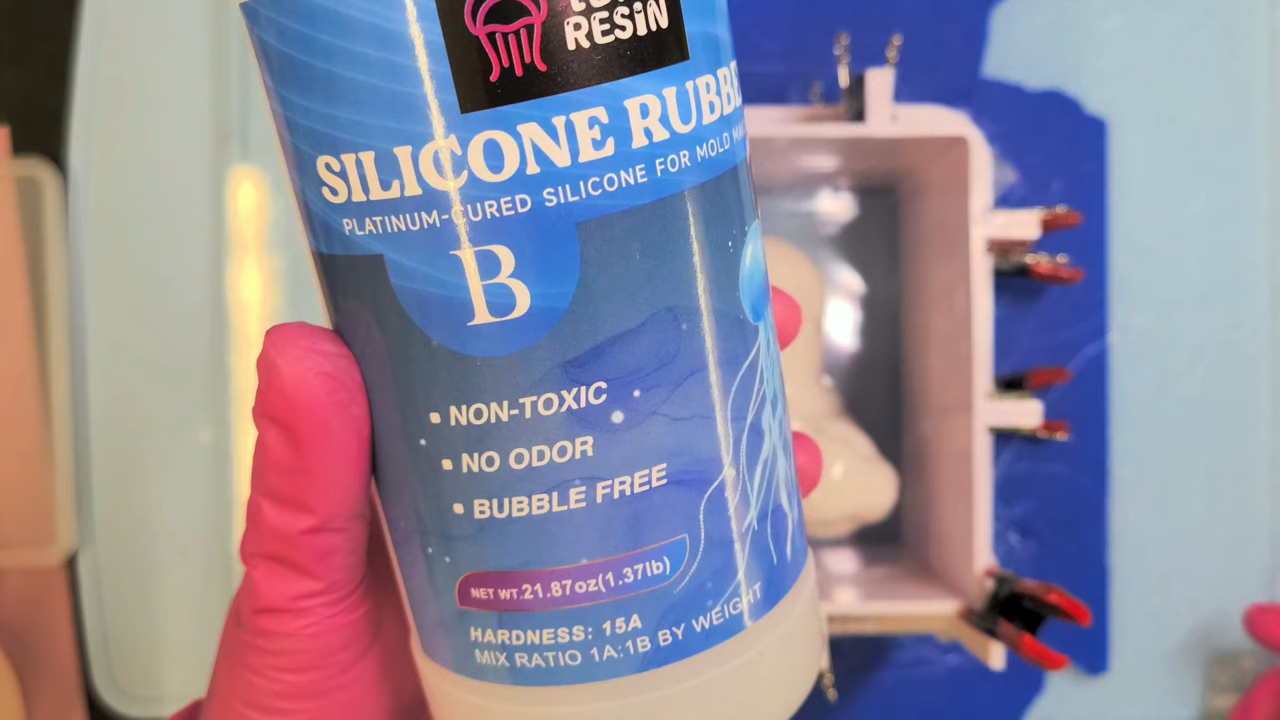 RESiN
SILICONE RUBBE
PLATINUM-CURED SILICONE FOR MOLD MA
B
▪ NON-TOXIC
▪ NO ODOR
▪ BUBBLE FREE
NET WT.21.87oz(1.37lb)
HARDNESS: 15A
MIX RATIO 1A:1B BY WEIGHT